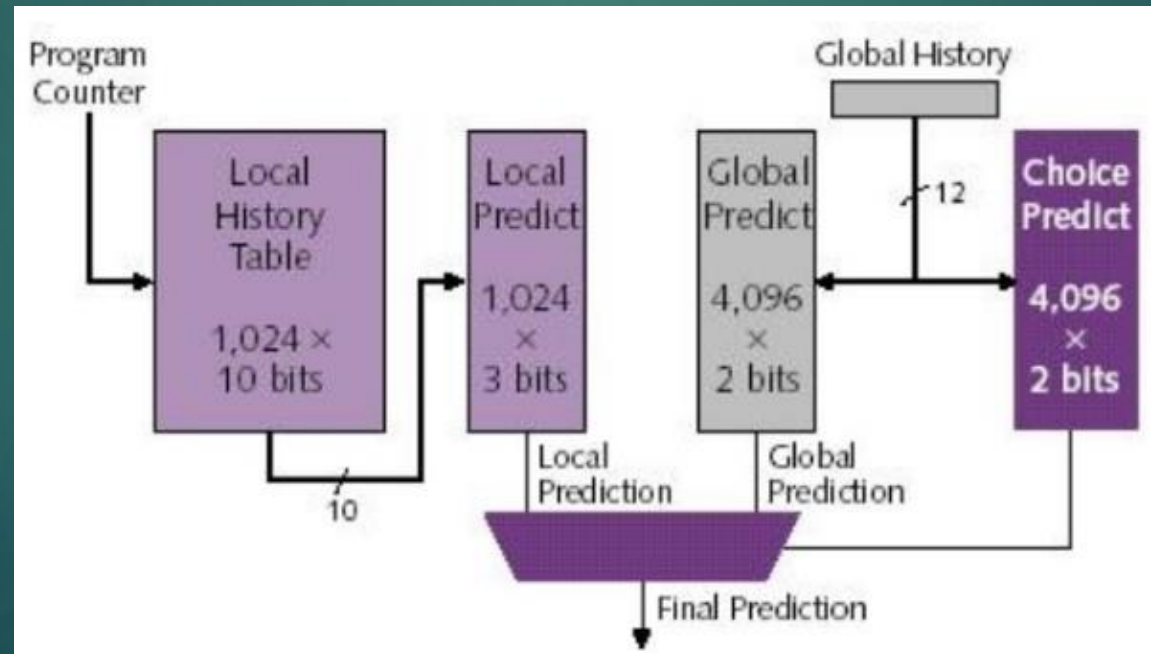 Program
Counter
Global History
Local
History
Table
1,024 ×
10 bits
Local
Predict
1,024
×
3 bits
Global
Predict
4,096
×
2 bits
12
Choice
Predict
4,096
×
2 bits
10
Local
Prediction
Global
Prediction
Final Prediction